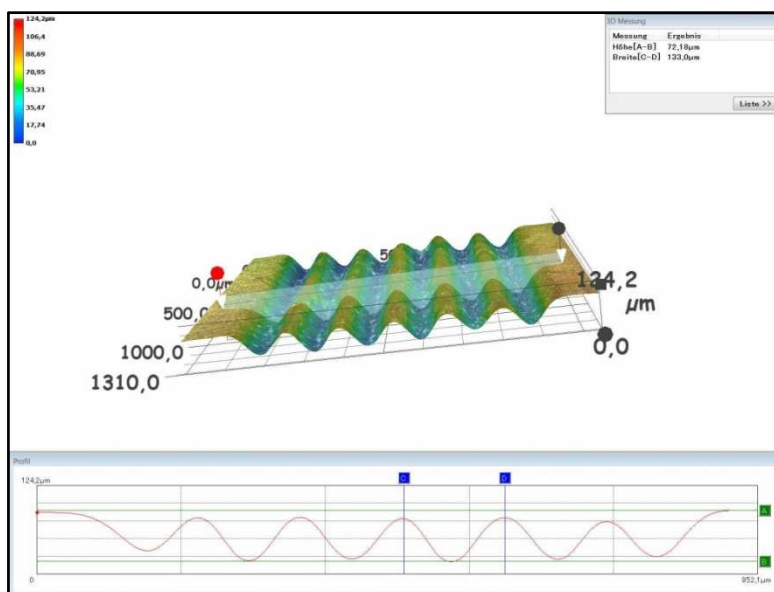 124,2µm
106,4
88,69
70,95
53,21
35,47
17,74
0,0
3D Messung
Messung Ergebnis
Höhe[A-B] 72,18µm
Breite[C-D] 133,0µm
Liste >>
0,0µm
500,0
1000,0
1310,0
124,2
µm
0,0
Profil
124,2µm
C
D
A
B
0
952,1µm